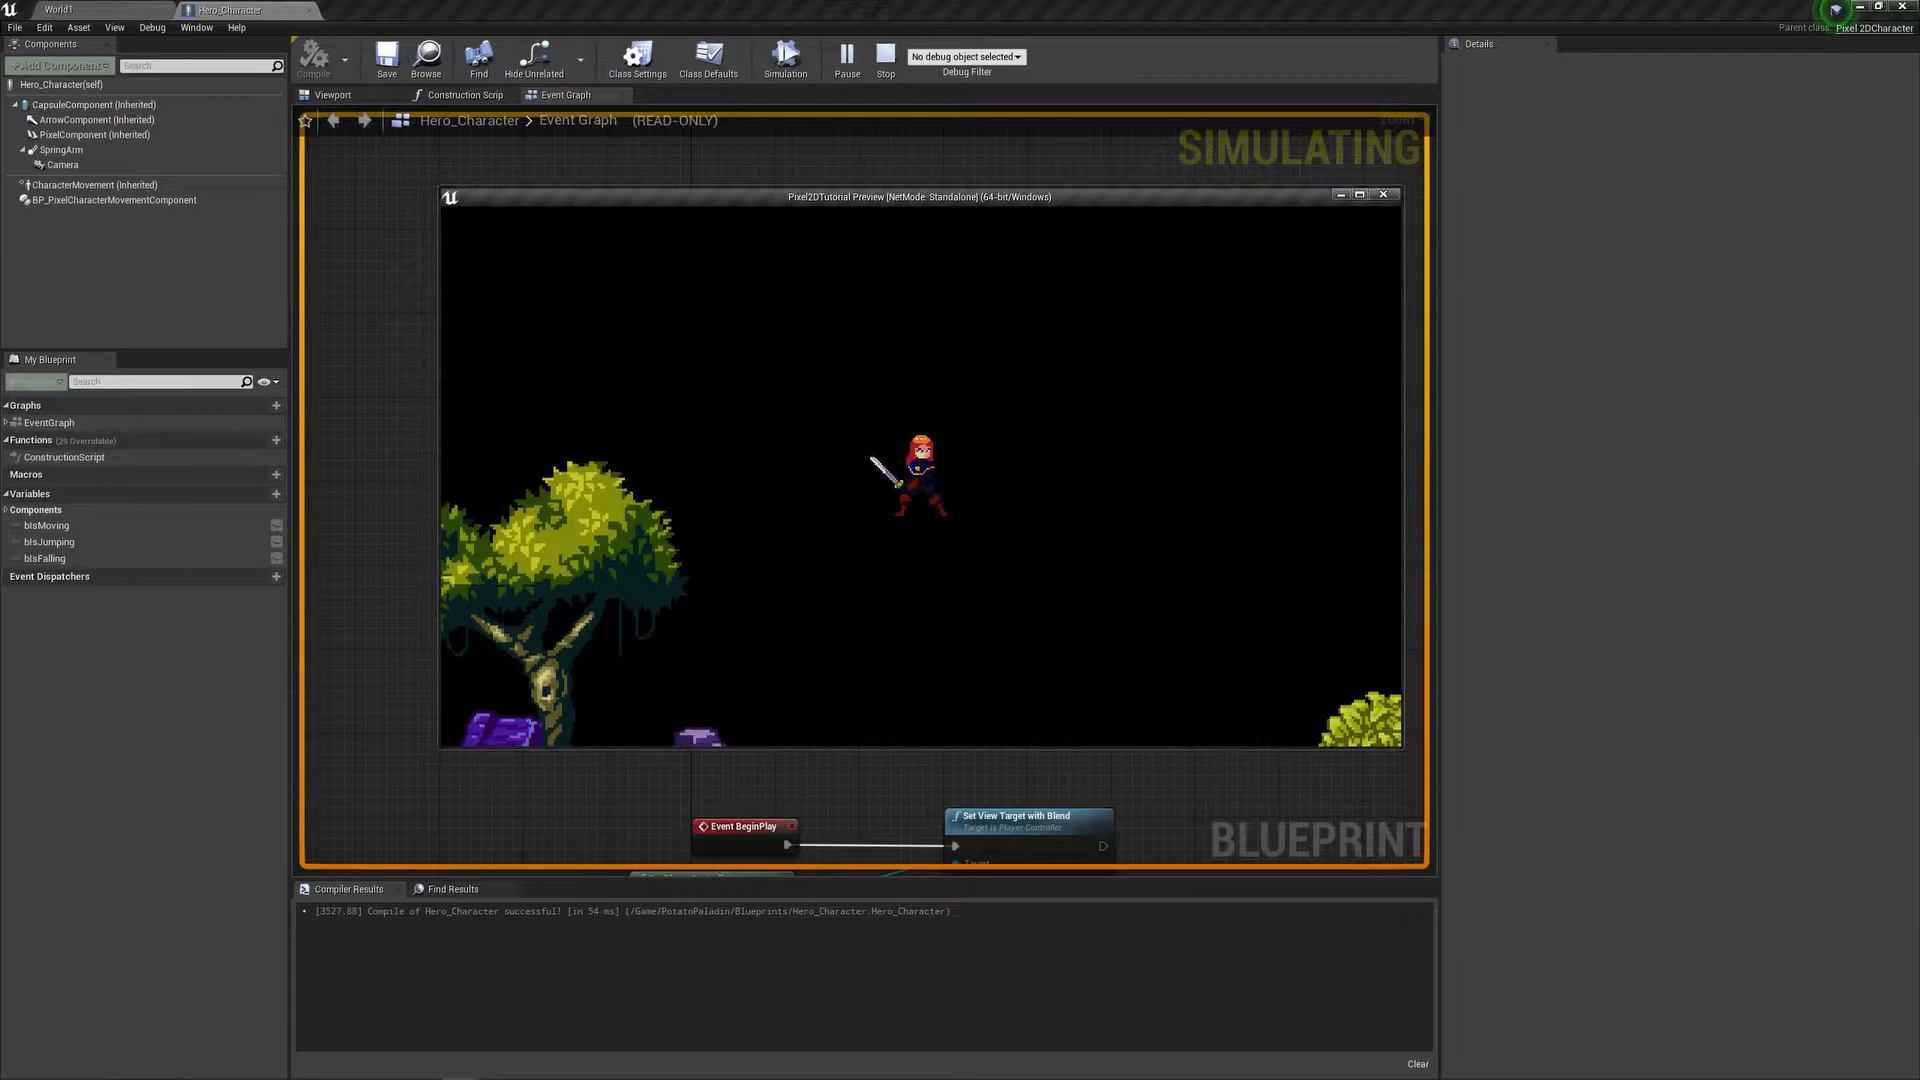 World1
Hero_Character
File Edit Asset View Debug Window Help
Parent class: Pixel 2DCharacter
Components
+Add Component
Search
Hero_Character(self)
CapsuleComponent (Inherited)
ArrowComponent (Inherited)
PixelComponent (Inherited)
SpringArm
Camera
CharacterMovement (Inherited)
BP_PixelCharacterMovementComponent
My Blueprint
Search
Graphs
EventGraph
Functions (29 Overridable)
ConstructionScript
Macros
Variables
Components
bIsMoving
bIsJumping
bIsFalling
Event Dispatchers
Compile
Save
Browse
Find
Hide Unrelated
Class Settings
Class Defaults
Simulation
Pause
Stop
No debug object selected
Debug Filter
Viewport
Construction Scrip
Event Graph
Hero_Character > Event Graph (READ-ONLY)
Zoom
SIMULATING
Pixel2DTutorial Preview [NetMode: Standalone] (64-bit/Windows)
Event BeginPlay
Set View Target with Blend
Target is Player Controller
Target
BLUEPRINT
Compiler Results
Find Results
[3527.88] Compile of Hero_Character successful! [in 54 ms] (/Game/PotatoPaladin/Blueprints/Hero_Character.Hero_Character)
Clear
Details